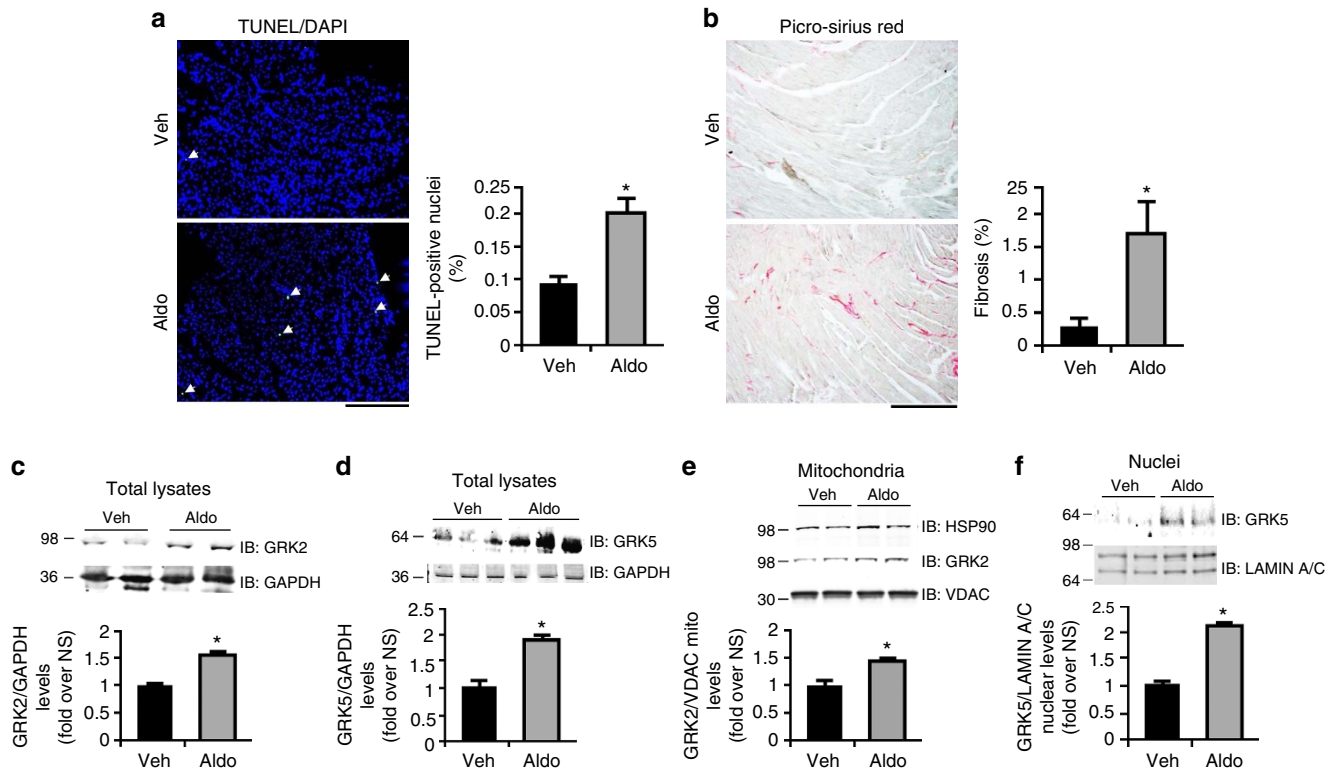 a
TUNEL/DAPI
Veh
Aldo
TUNEL-positive nuclei
(%)
0.25
0.2
0.15
0.1
0.05
0
*
Veh Aldo
b
Picro-sirius red
Veh
Aldo
Fibrosis (%)
25
2
1.5
1
0.5
0
*
Veh Aldo
c
Total lysates
Veh Aldo
98
IB: GRK2
36
IB: GAPDH
GRK2/GAPDH
levels
(fold over NS)
2
1.5
1
0.5
0
*
Veh Aldo
d
Total lysates
Veh Aldo
64
IB: GRK5
36
IB: GAPDH
GRK5/GAPDH
levels
(fold over NS)
2.5
2
1.5
1
0.5
0
*
Veh Aldo
e
Mitochondria
Veh Aldo
98
IB: HSP90
98
IB: GRK2
30
IB: VDAC
GRK2/VDAC mito
levels
(fold over NS)
2
1.5
1
0.5
0
*
Veh Aldo
f
Nuclei
Veh Aldo
64
IB: GRK5
98
IB: LAMIN A/C
64
GRK5/LAMIN A/C
nuclear levels
(fold over NS)
2.5
2
1.5
1
0.5
0
*
Veh Aldo